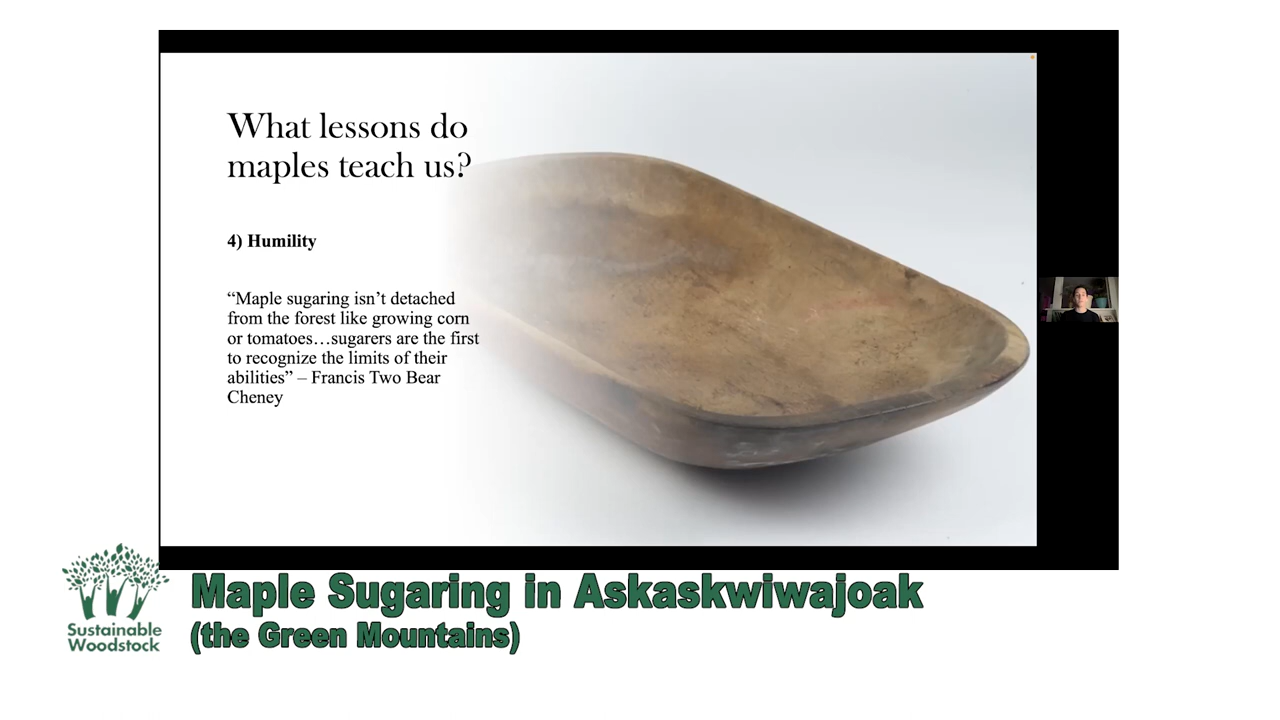 What lessons do
maples teach us?
4) Humility
“Maple sugaring isn’t detached
from the forest like growing corn
or tomatoes…sugarers are the first
to recognize the limits of their
abilities” – Francis Two Bear
Cheney
Sustainable
Woodstock
Maple Sugaring in Askaskwiwajoak
(the Green Mountains)